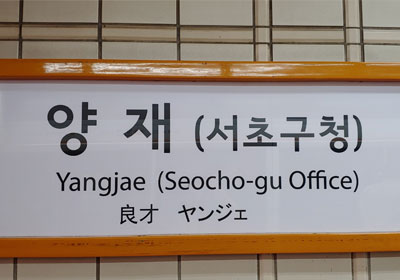 양 재 (서초구청)
Yangjae (Seocho-gu Office)
良才 ヤンジェ